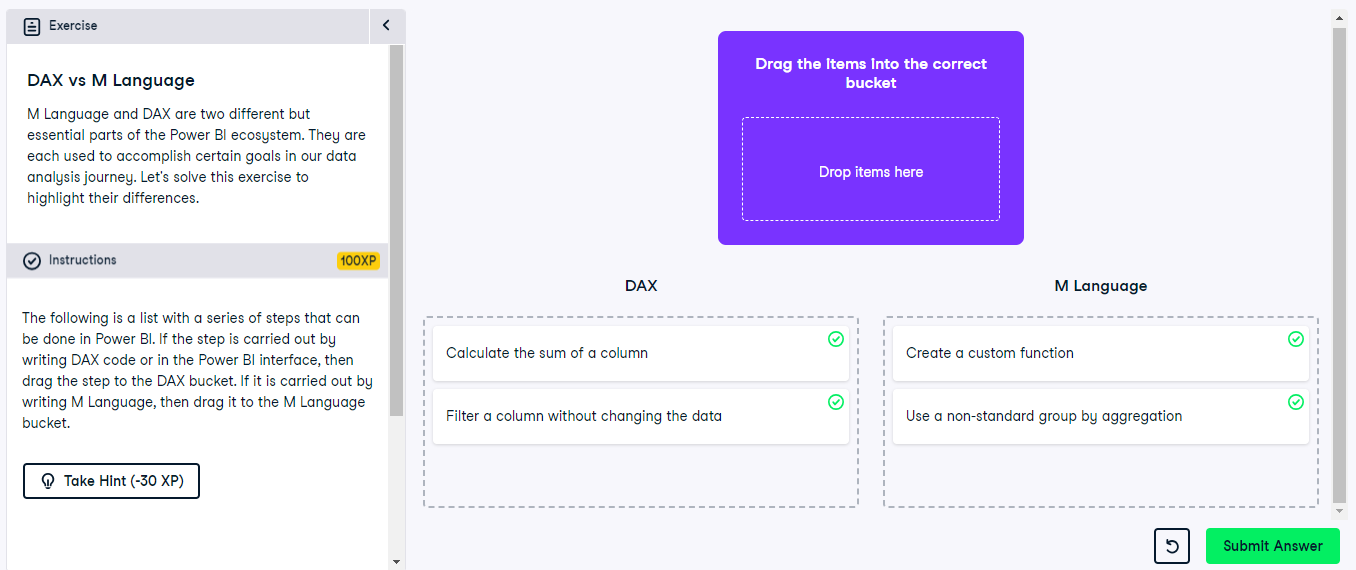 Exercise
DAX vs M Language
M Language and DAX are two different but
essential parts of the Power BI ecosystem. They are
each used to accomplish certain goals in our data
analysis journey. Let's solve this exercise to
highlight their differences.
Instructions
100XP
The following is a list with a series of steps that can
be done in Power BI. If the step is carried out by
writing DAX code or in the Power BI interface, then
drag the step to the DAX bucket. If it is carried out by
writing M Language, then drag it to the M Language
bucket.
Take Hint (-30 XP)
Drag the items into the correct
bucket
Drop items here
DAX
Calculate the sum of a column
Filter a column without changing the data
M Language
Create a custom function
Use a non-standard group by aggregation
Submit Answer